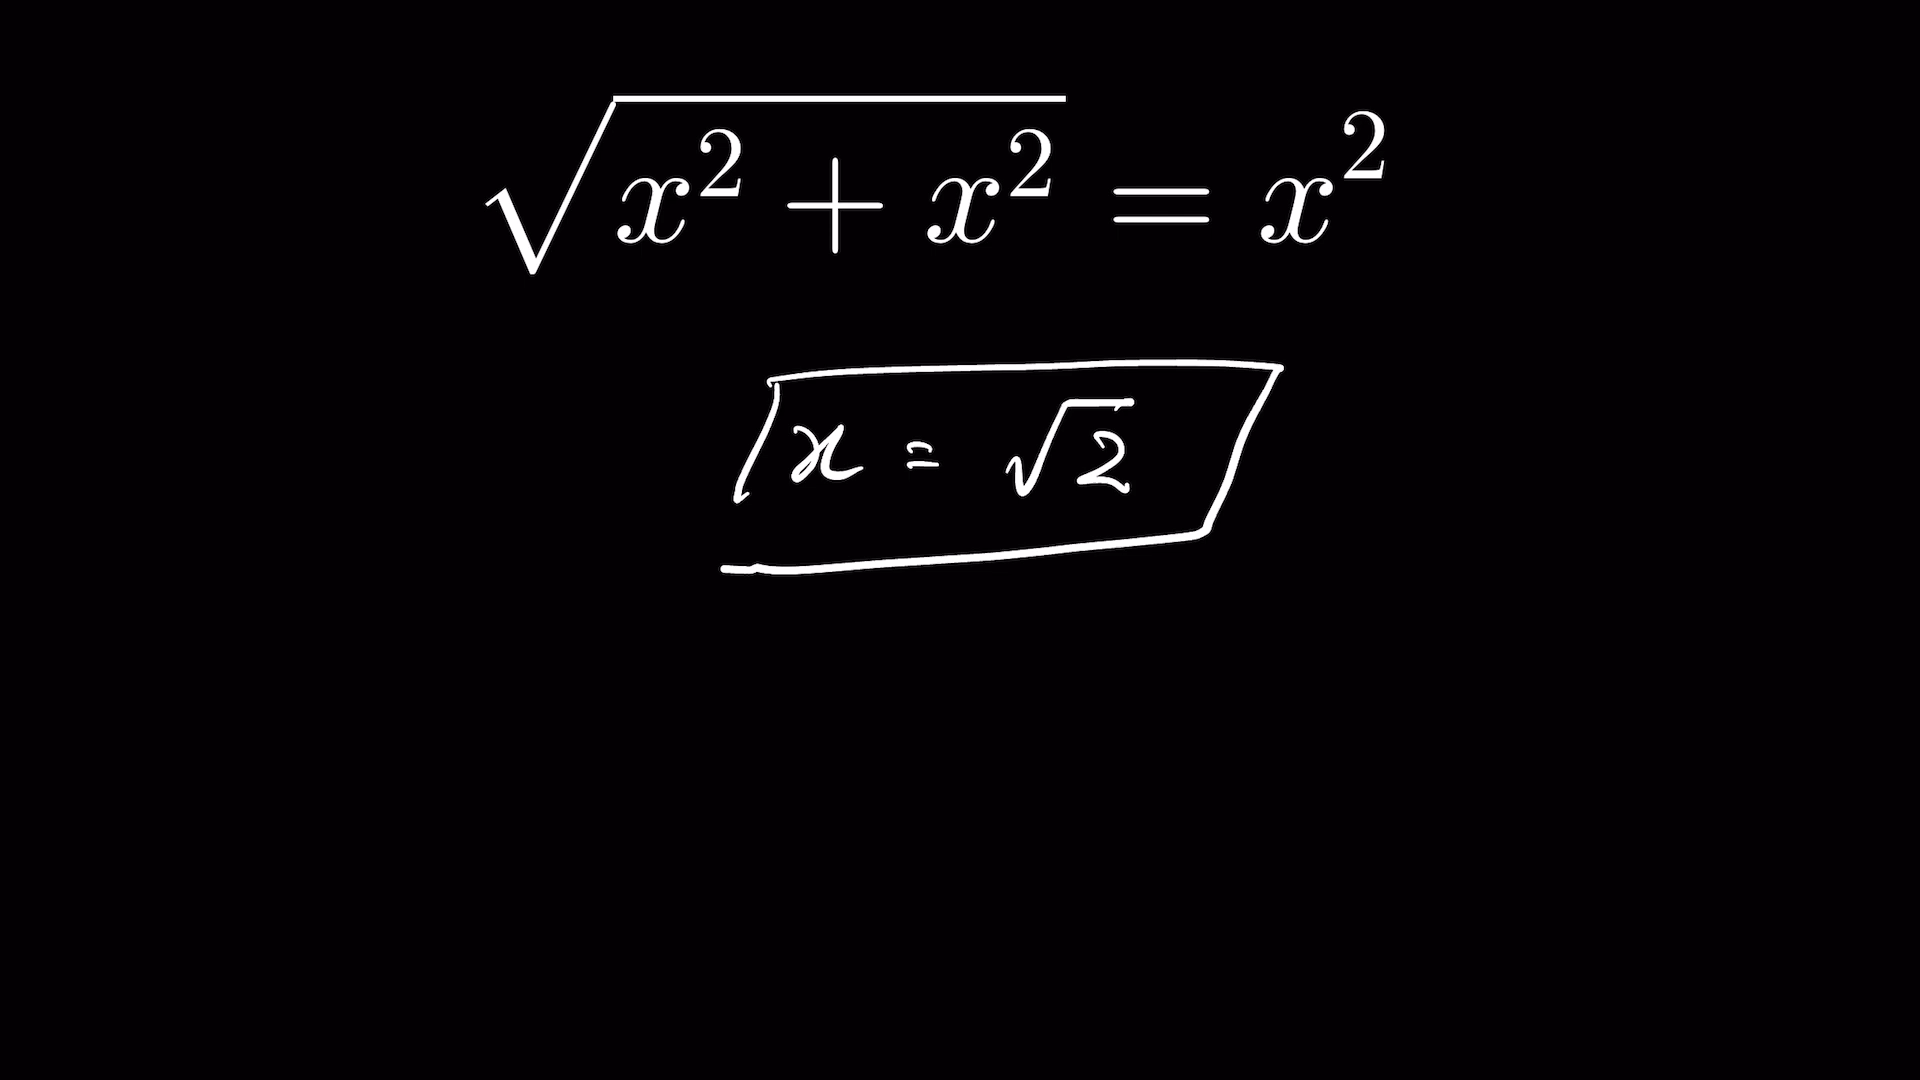 √(x² + x²) = x²
x = √2